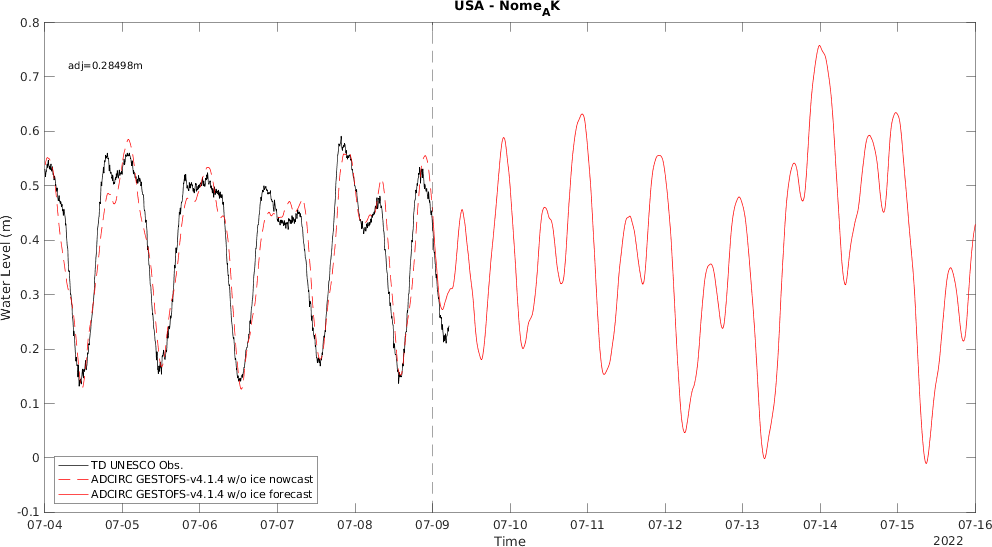 USA - Nome_AK
adj=0.28498m
0.8
0.7
0.6
0.5
0.4
0.3
0.2
0.1
0
-0.1
Water Level (m)
TD UNESCO Obs.
ADCIRC GESTOFS-v4.1.4 w/o ice nowcast
ADCIRC GESTOFS-v4.1.4 w/o ice forecast
07-04 07-05 07-06 07-07 07-08 07-09 07-10 07-11 07-12 07-13 07-14 07-15 07-16
Time
2022